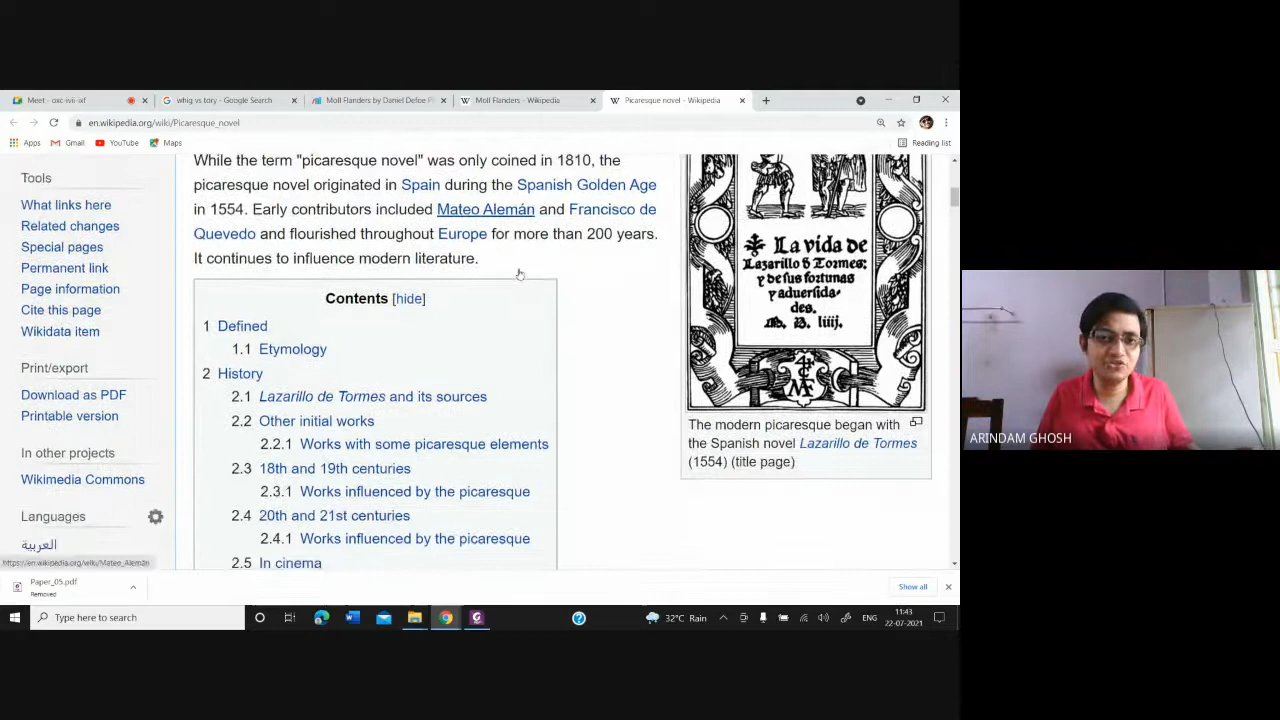 Meet - oxc-ivii-ixf
whig vs tory - Google Search
Moll Flanders by Daniel Defoe P
Moll Flanders - Wikipedia
Picaresque novel - Wikipedia
en.wikipedia.org/wiki/Picaresque_novel
Apps
Gmail
YouTube
Maps
Reading list
Tools
What links here
Related changes
Special pages
Permanent link
Page information
Cite this page
Wikidata item
Print/export
Download as PDF
Printable version
In other projects
Wikimedia Commons
Languages
العربية
https://en.wikipedia.org/wiki/Mateo_Alemán
While the term "picaresque novel" was only coined in 1810, the
picaresque novel originated in Spain during the Spanish Golden Age
in 1554. Early contributors included Mateo Alemán and Francisco de
Quevedo and flourished throughout Europe for more than 200 years.
It continues to influence modern literature.
Contents [hide]
1 Defined
1.1 Etymology
2 History
2.1 Lazarillo de Tormes and its sources
2.2 Other initial works
2.2.1 Works with some picaresque elements
2.3 18th and 19th centuries
2.3.1 Works influenced by the picaresque
2.4 20th and 21st centuries
2.4.1 Works influenced by the picaresque
2.5 In cinema
La vida de
Lazarillo d Tormes:
y de sus fortunas
y aduersida-
des.
M. D. liiij.
The modern picaresque began with
the Spanish novel Lazarillo de Tormes
(1554) (title page)
ARINDAM GHOSH
Paper_05.pdf
Removed
Show all
Type here to search
32°C Rain
ENG
11:43
22-07-2021